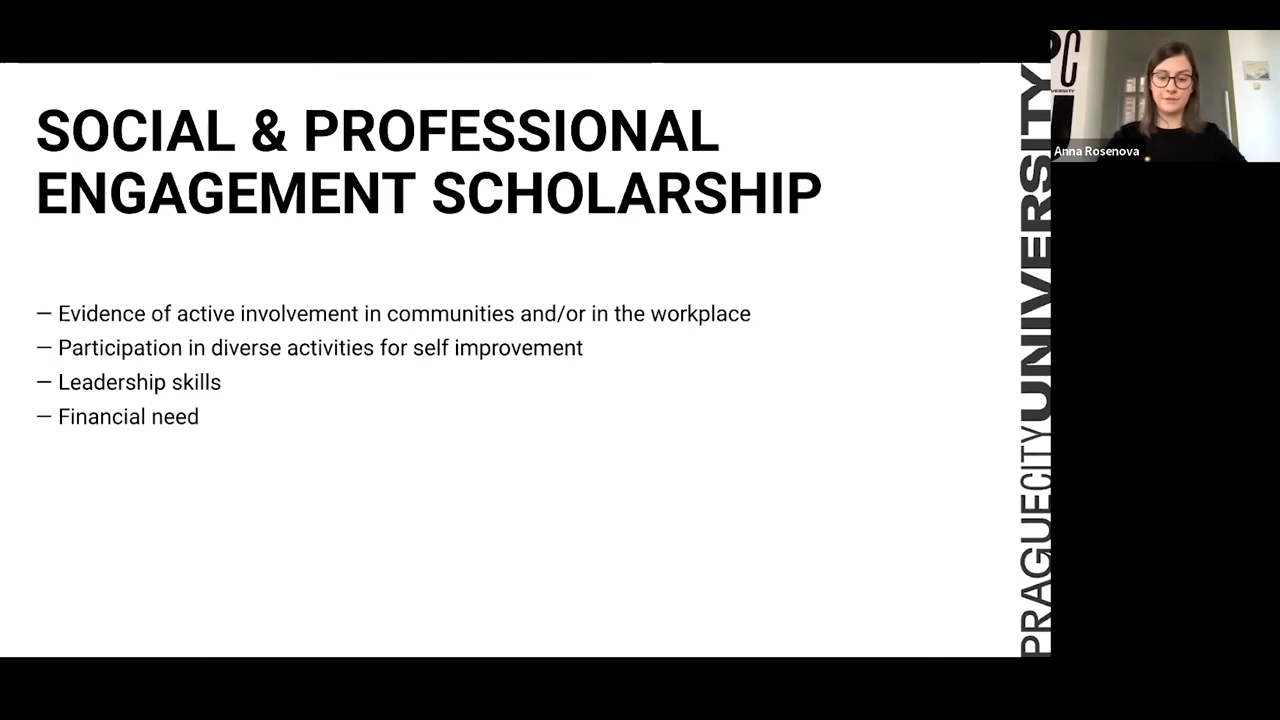 SOCIAL & PROFESSIONAL
ENGAGEMENT SCHOLARSHIP
— Evidence of active involvement in communities and/or in the workplace
— Participation in diverse activities for self improvement
— Leadership skills
— Financial need
PRAGUECITYUNIVERSITY
Anna Rosenova